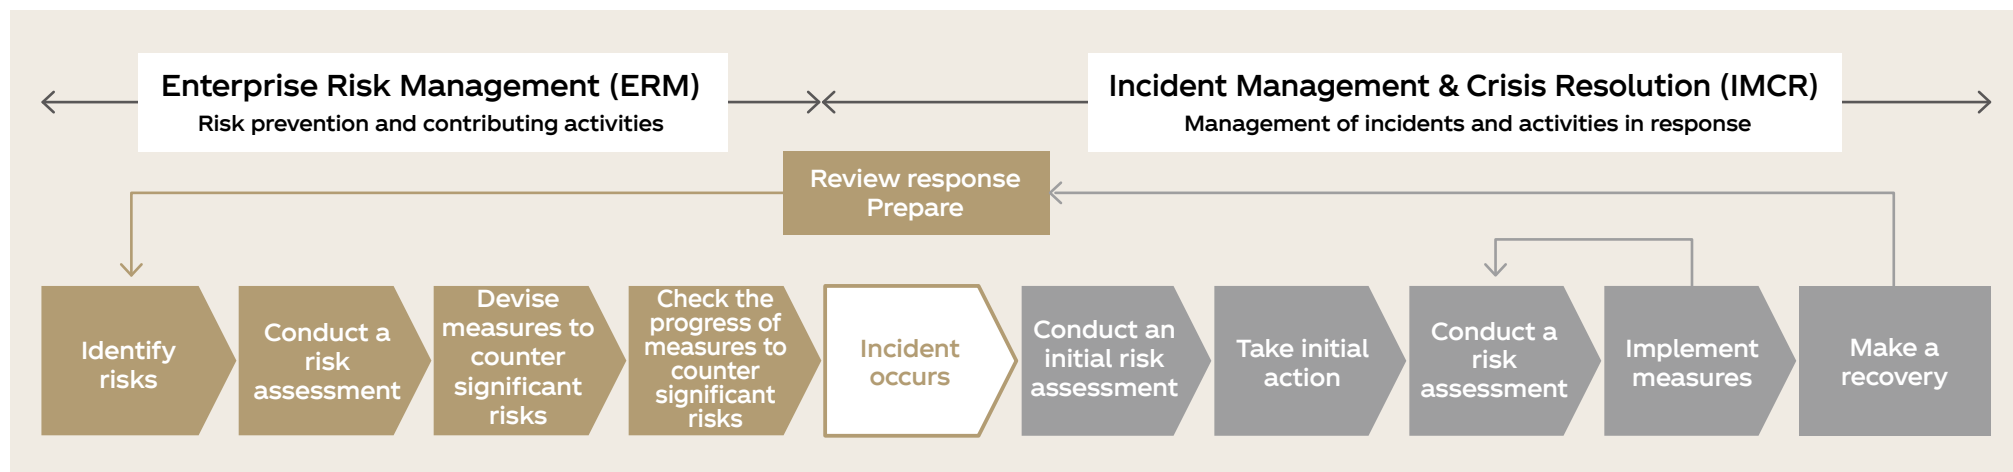 Enterprise Risk Management (ERM)
Risk prevention and contributing activities
Incident Management & Crisis Resolution (IMCR)
Management of incidents and activities in response
Review response
Prepare
Identify
risks
Conduct a
risk
assessment
Devise
measures to
counter
significant
risks
Check the
progress of
measures to
counter
significant
risks
Incident
occurs
Conduct an
initial risk
assessment
Take initial
action
Conduct a
risk
assessment
Implement
measures
Make a
recovery